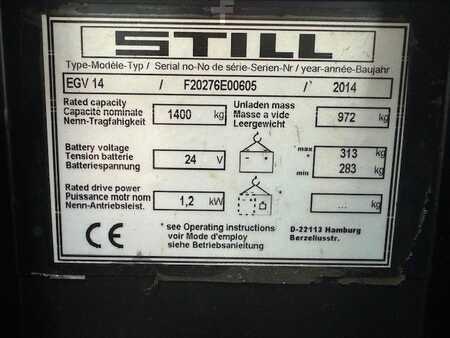 STILL
Type-Modèle-Typ / Serial no-No de série-Serien-Nr / year-année-Baujahr
EGV 14 / F20276E00605 / 2014
Rated capacity
Capacité nominale
Nenn-Tragfähigkeit
1400 kg
Unladen mass
Masse a vide
Leergewicht
972 kg
Battery voltage
Tension batterie
Batteriespannung
24 V
- +
max 313 kg
*
min 283 kg
Rated drive power
Puissance motr nom
Nenn-Antriebsleist.
1,2 kW
... kg
CE
* see Operating instructions
voir Mode d'employ
siehe Betriebsanleitung
D-22113 Hamburg
Berzeliusstr.